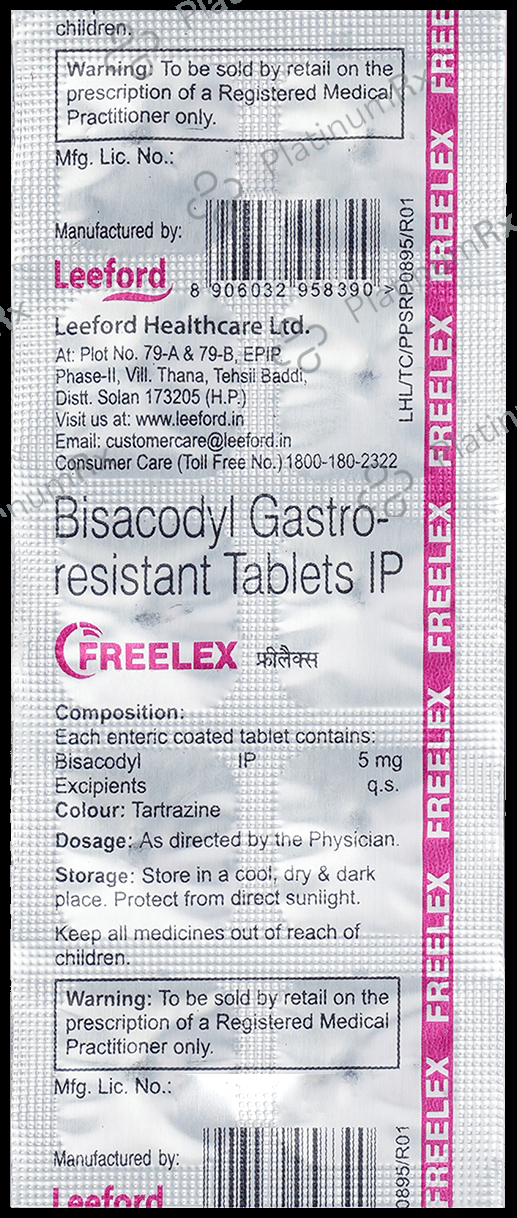 children.
Warning: To be sold by retail on the
prescription of a Registered Medical
Practitioner only.
Mfg. Lic. No.:
Manufactured by:
8 906032 958390 >
Leeford
Leeford Healthcare Ltd.
At: Plot No. 79-A & 79-B, EPIP,
Phase-II, Vill. Thana, Tehsil Baddi,
Distt. Solan 173205 (H.P.)
Visit us at: www.leeford.in
Email: customercare@leeford.in
Consumer Care (Toll Free No.) 1800-180-2322
LHL/TC/PPSRP0895/R01
Bisacodyl Gastro-
resistant Tablets IP
FREELEX फ्रीलैक्स
Composition:
Each enteric coated tablet contains:
Bisacodyl IP 5 mg
Excipients q.s.
Colour: Tartrazine
Dosage: As directed by the Physician.
Storage: Store in a cool, dry & dark
place. Protect from direct sunlight.
Keep all medicines out of reach of
children.
Warning: To be sold by retail on the
prescription of a Registered Medical
Practitioner only.
Mfg. Lic. No.:
Manufactured by:
Leeford
0895/R01
FREELEX FREELEX FREELEX FREELEX FREELEX FREELEX FREE
PlatinumRx
PlatinumRx
PlatinumRx